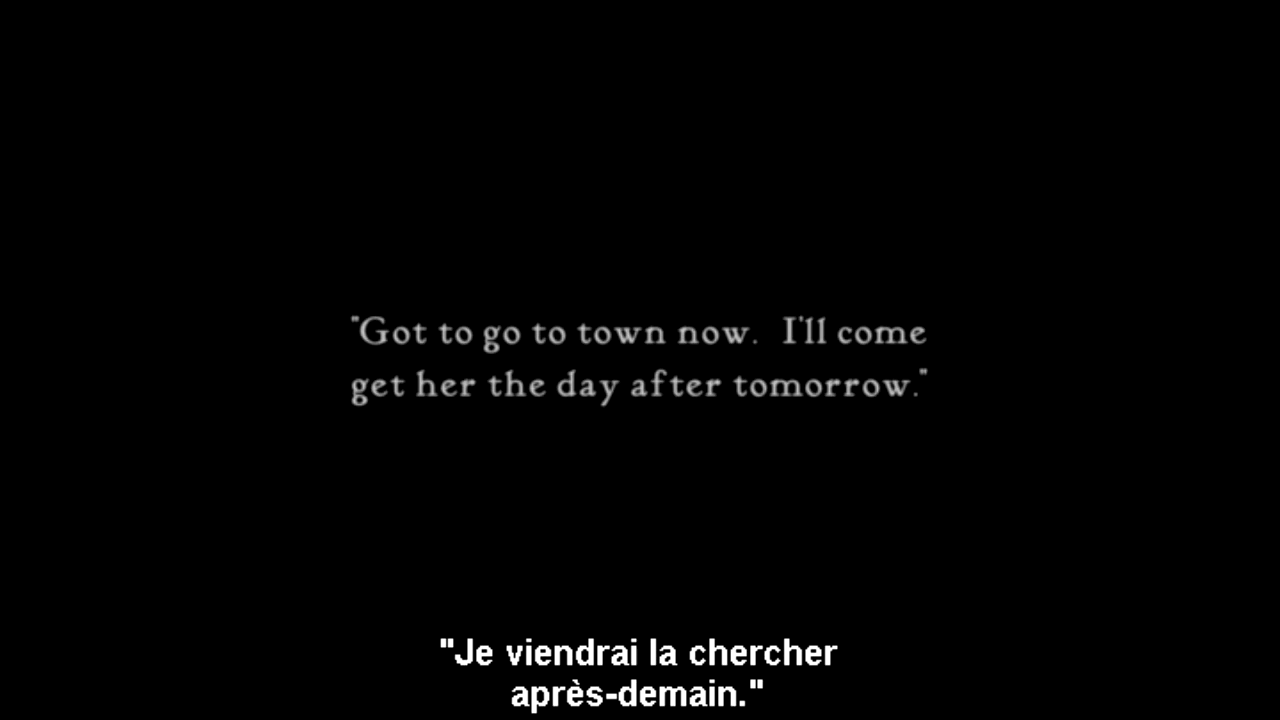 "Got to go to town now. I'll come
get her the day after tomorrow."
"Je viendrai la chercher
après-demain."